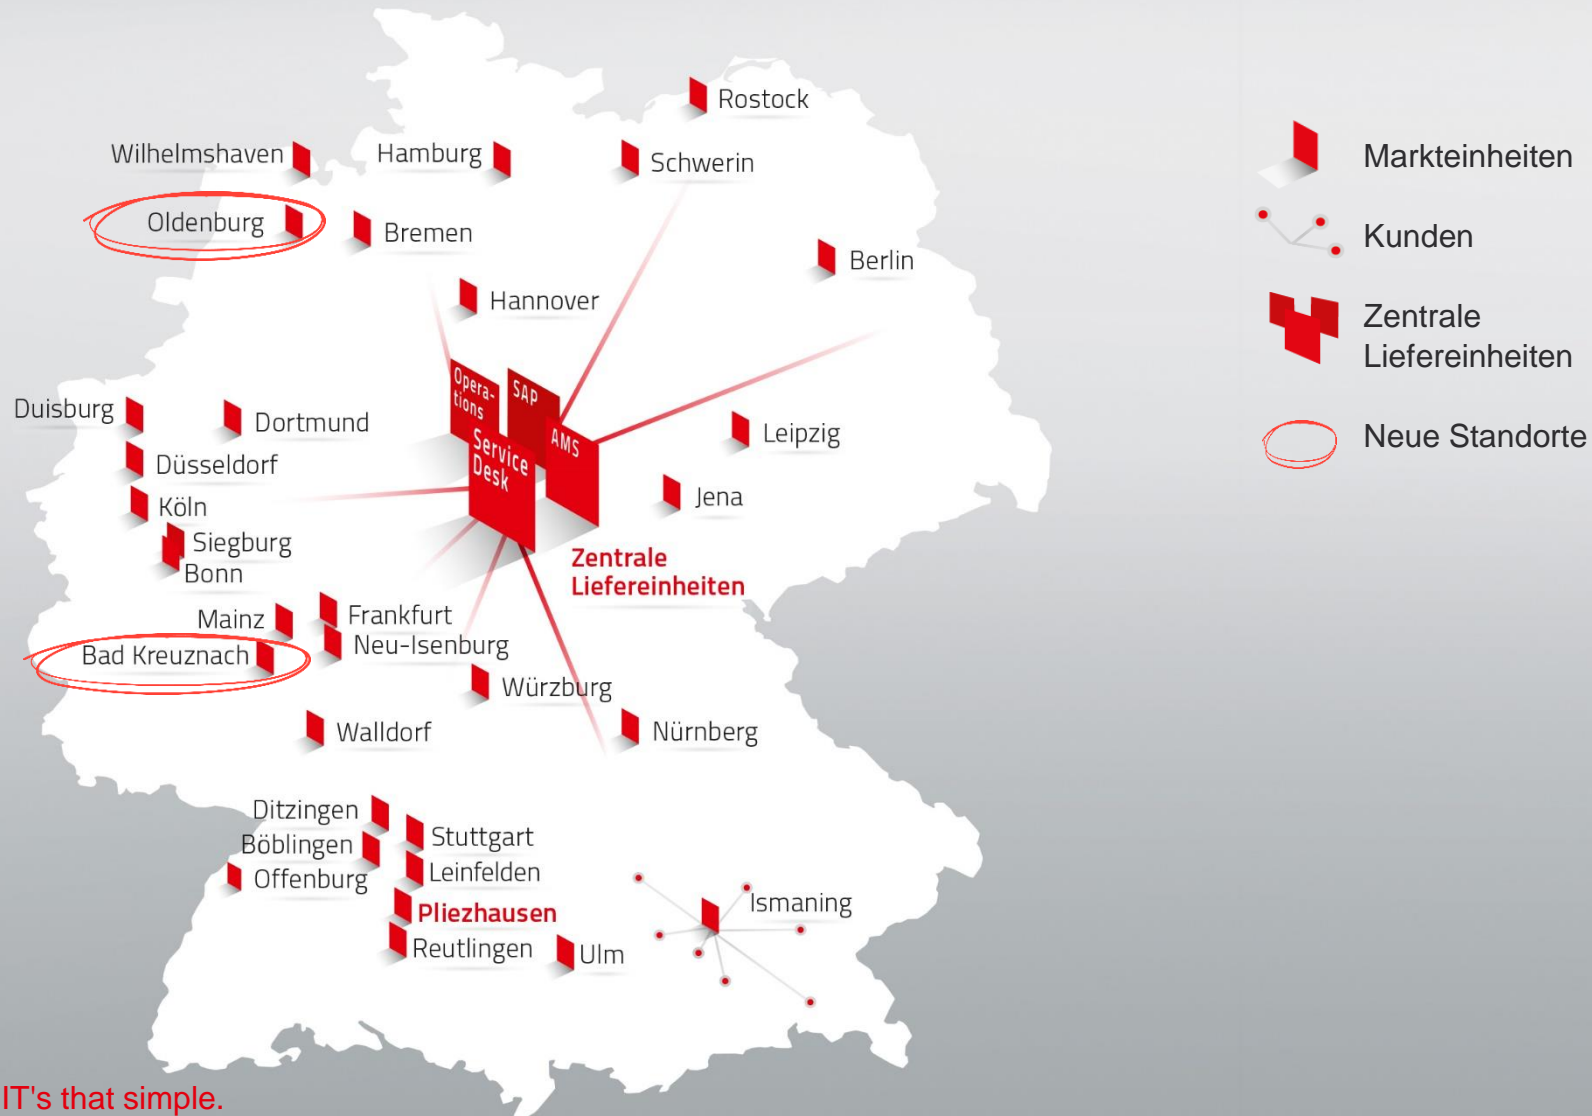 Rostock
Wilhelmshaven
Hamburg
Schwerin
Oldenburg
Bremen
Berlin
Hannover
Opera-
tions
SAP
AMS
Service
Desk
Duisburg
Dortmund
Leipzig
Düsseldorf
Jena
Köln
Siegburg
Bonn
Zentrale
Liefereinheiten
Mainz
Frankfurt
Neu-Isenburg
Bad Kreuznach
Würzburg
Walldorf
Nürnberg
Ditzingen
Stuttgart
Böblingen
Leinfelden
Offenburg
Pliezhausen
Ismaning
Reutlingen
Ulm
Markteinheiten
Kunden
Zentrale
Liefereinheiten
Neue Standorte
IT's that simple.